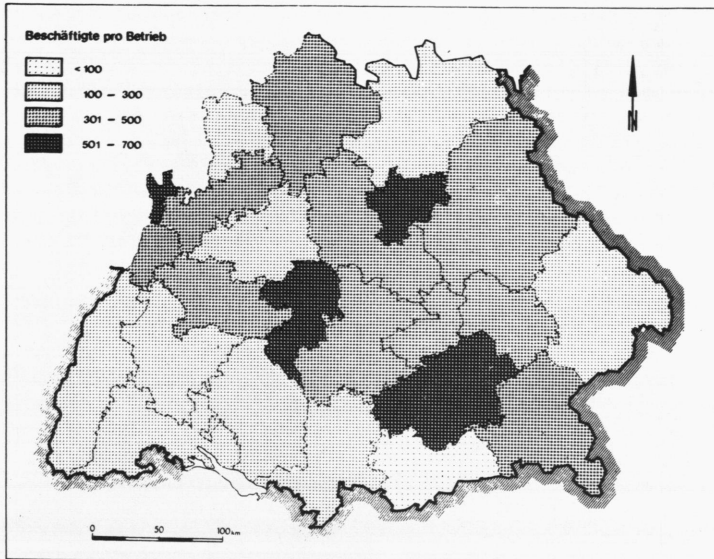 Beschäftigte pro Betrieb
< 100
100 – 300
301 – 500
501 – 700
N
0 50 100 km